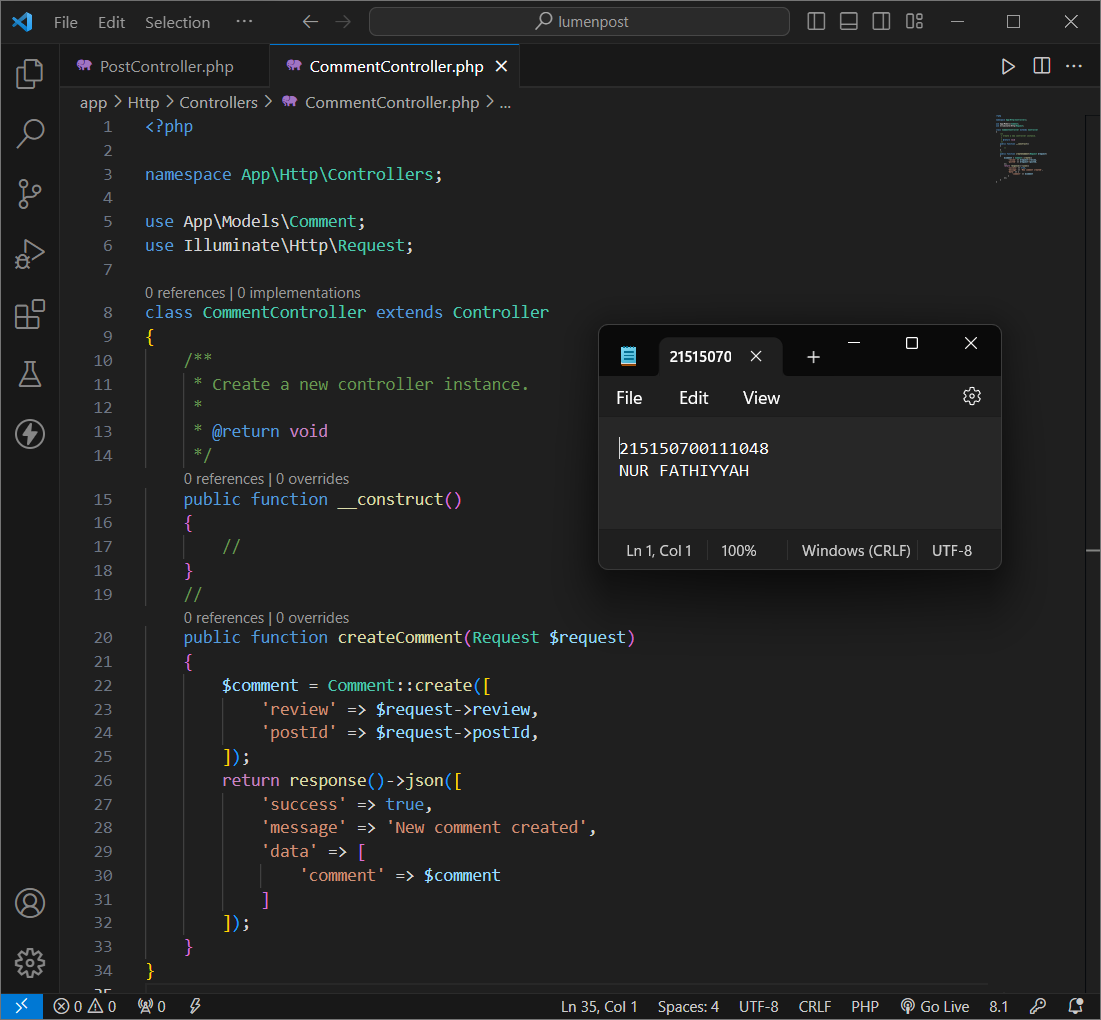 File Edit Selection ··· lumenpost
PostController.php CommentController.php
app > Http > Controllers > CommentController.php > ...
1 <?php
2
3 namespace App\Http\Controllers;
4
5 use App\Models\Comment;
6 use Illuminate\Http\Request;
7
0 references | 0 implementations
8 class CommentController extends Controller
9 {
10 /**
11 * Create a new controller instance.
12 *
13 * @return void
14 */
0 references | 0 overrides
15 public function __construct()
16 {
17 //
18 }
19 //
0 references | 0 overrides
20 public function createComment(Request $request)
21 {
22 $comment = Comment::create([
23 'review' => $request->review,
24 'postId' => $request->postId,
25 ]);
26 return response()->json([
27 'success' => true,
28 'message' => 'New comment created',
29 'data' => [
30 'comment' => $comment
31 ]
32 ]);
33 }
34 }
35
21515070
File Edit View
215150700111048
NUR FATHIYYAH
Ln 1, Col 1 100% Windows (CRLF) UTF-8
0 0 0 Ln 35, Col 1 Spaces: 4 UTF-8 CRLF PHP Go Live 8.1